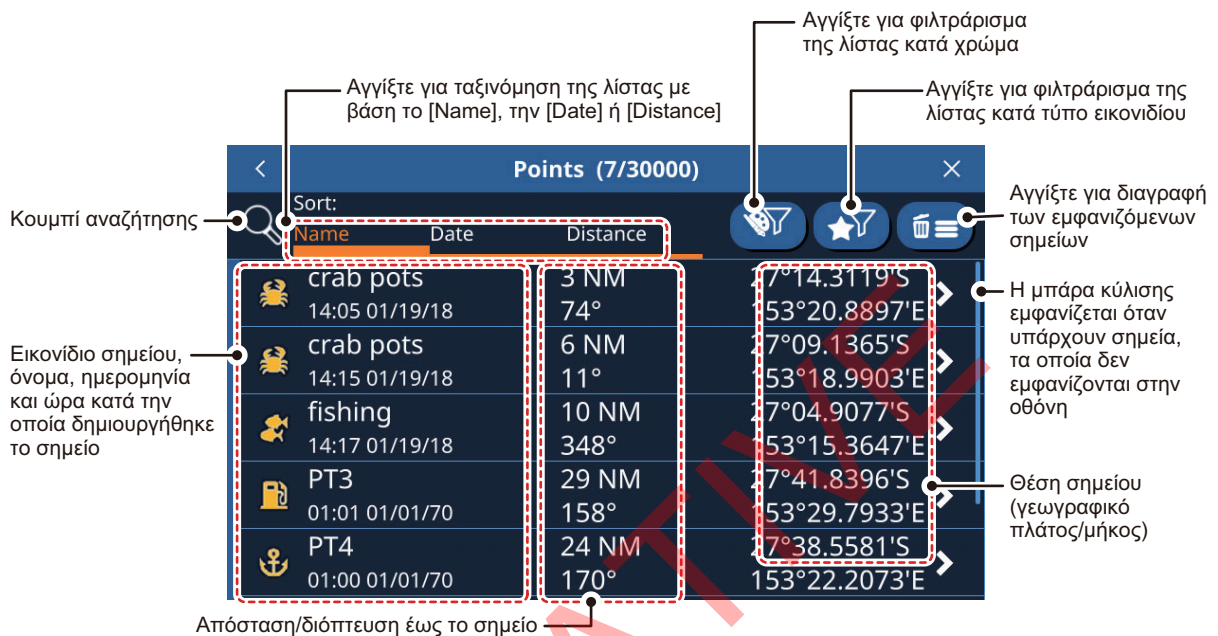 Αγγίξτε για φιλτράρισμα
της λίστας κατά χρώμα
Αγγίξτε για ταξινόμηση της λίστας με
βάση το [Name], την [Date] ή [Distance]
Αγγίξτε για φιλτράρισμα της
λίστας κατά τύπο εικονιδίου
Points (7/30000)
Κουμπί αναζήτησης
Sort:
Name Date Distance
Αγγίξτε για διαγραφή
των εμφανιζόμενων
σημείων
crab pots 3 NM 27°14.3119'S
14:05 01/19/18 74° 153°20.8897'E
crab pots 6 NM 27°09.1365'S
14:15 01/19/18 11° 153°18.9903'E
fishing 10 NM 27°04.9077'S
14:17 01/19/18 348° 153°15.3647'E
PT3 29 NM 27°41.8396'S
01:01 01/01/70 158° 153°29.7933'E
PT4 24 NM 27°38.5581'S
01:00 01/01/70 170° 153°22.2073'E
Εικονίδιο σημείου,
όνομα, ημερομηνία
και ώρα κατά την
οποία δημιουργήθηκε
το σημείο
Η μπάρα κύλισης
εμφανίζεται όταν
υπάρχουν σημεία,
τα οποία δεν
εμφανίζονται στην
οθόνη
Θέση σημείου
(γεωγραφικό
πλάτος/μήκος)
Απόσταση/διόπτευση έως το σημείο
ATIVE